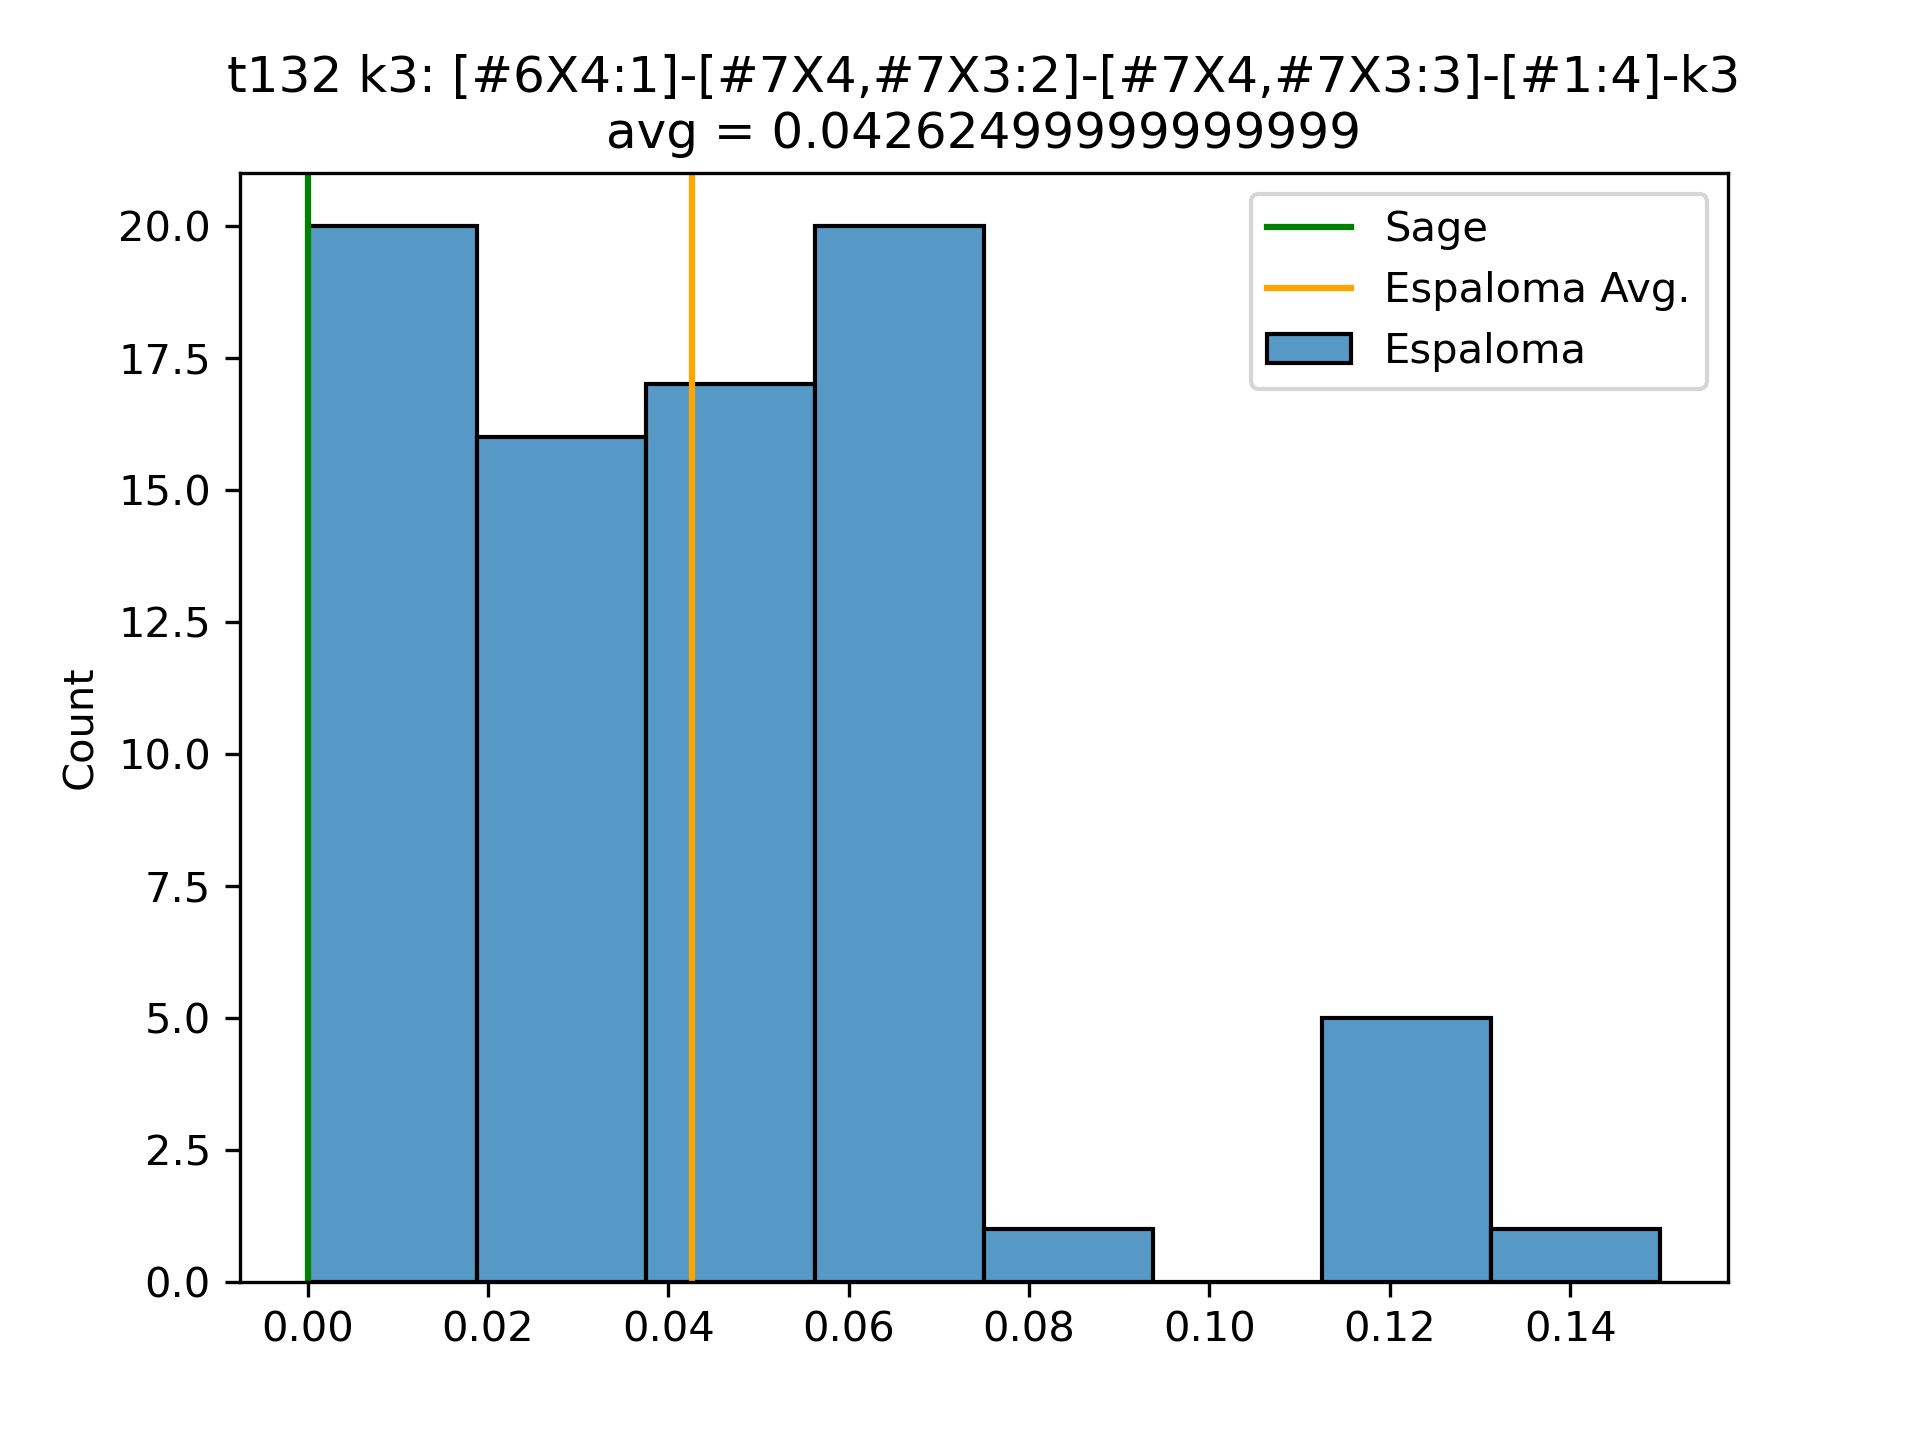 t132 k3: [#6X4:1]-[#7X4,#7X3:2]-[#7X4,#7X3:3]-[#1:4]-k3
avg = 0.04262499999999999
Sage
Espaloma Avg.
Espaloma
20.0
17.5
15.0
12.5
10.0
7.5
5.0
2.5
0.0
Count
0.00 0.02 0.04 0.06 0.08 0.10 0.12 0.14